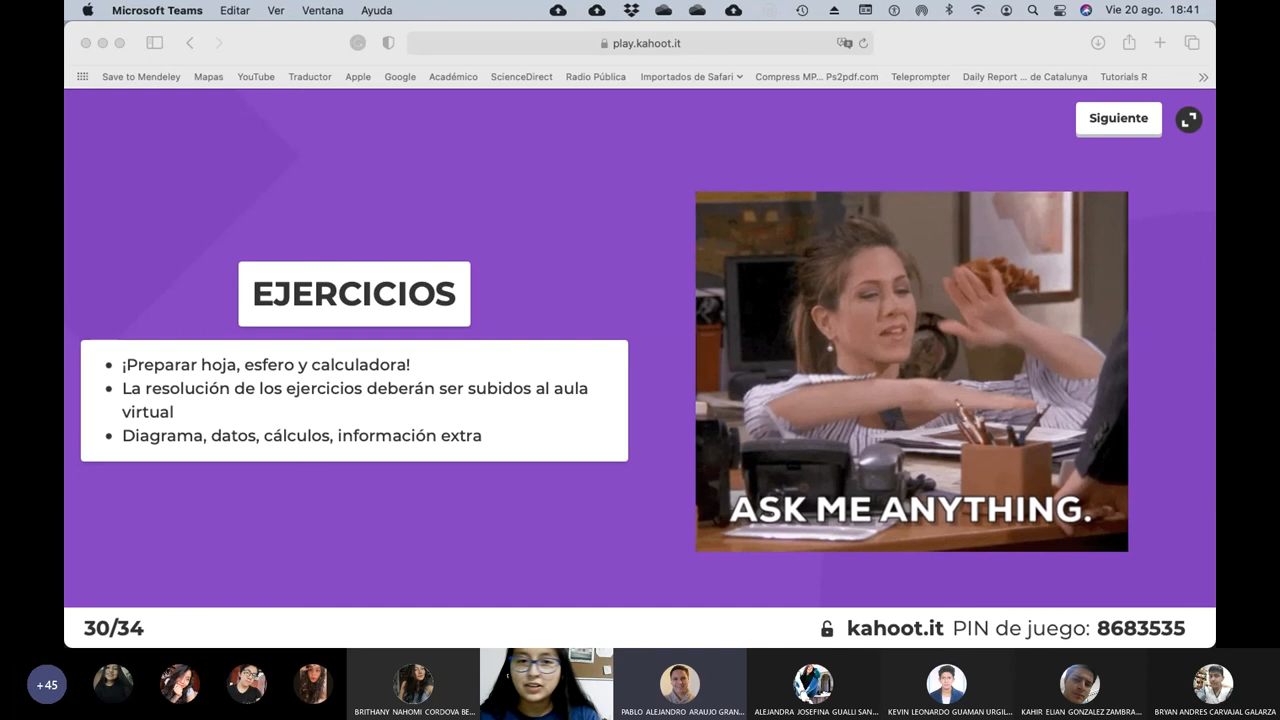 Microsoft Teams Editar Ver Ventana Ayuda Vie 20 ago. 18:41
play.kahoot.it
Save to Mendeley Mapas YouTube Traductor Apple Google Académico ScienceDirect Radio Pública Importados de Safari Compress MP... Ps2pdf.com Teleprompter Daily Report ... de Catalunya Tutorials R
Siguiente
EJERCICIOS
• ¡Preparar hoja, esfero y calculadora!
• La resolución de los ejercicios deberán ser subidos al aula
virtual
• Diagrama, datos, cálculos, información extra
ASK ME ANYTHING.
30/34 kahoot.it PIN de juego: 8683535
+45
BRITHANY NAHOMI CORDOVA BE... PABLO ALEJANDRO ARAUJO GRAN... ALEJANDRA JOSEFINA GUALLI SAN... KEVIN LEONARDO GUAMAN URGIL... KAHIR ELIAN GONZALEZ ZAMBRA... BRYAN ANDRES CARVAJAL GALARZA